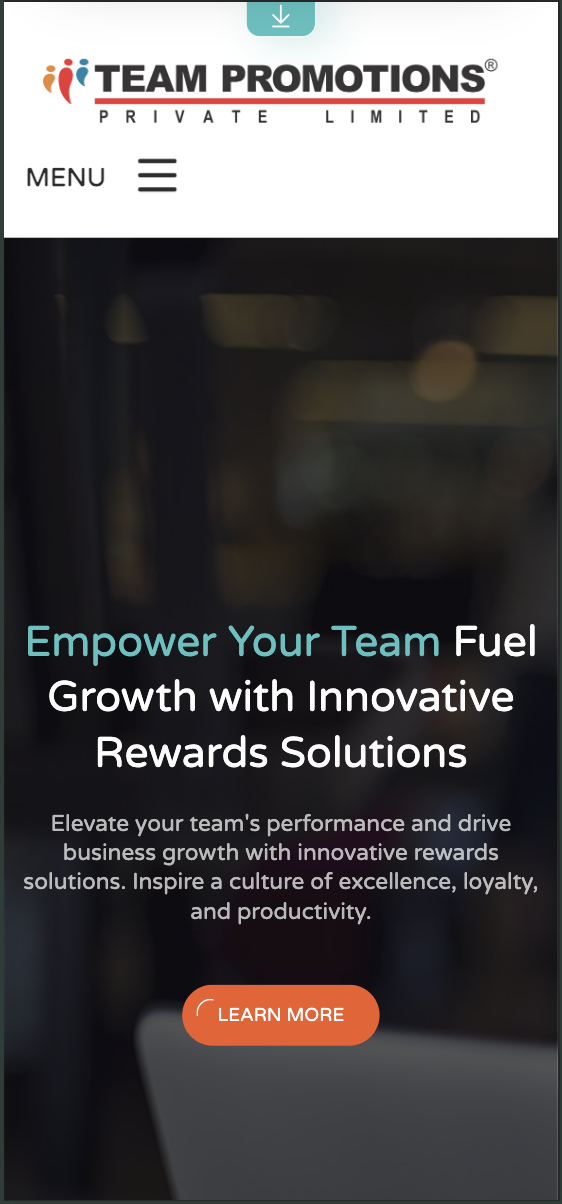 TEAM PROMOTIONS®
PRIVATE LIMITED
MENU
Empower Your Team Fuel
Growth with Innovative
Rewards Solutions
Elevate your team's performance and drive
business growth with innovative rewards
solutions. Inspire a culture of excellence, loyalty,
and productivity.
LEARN MORE